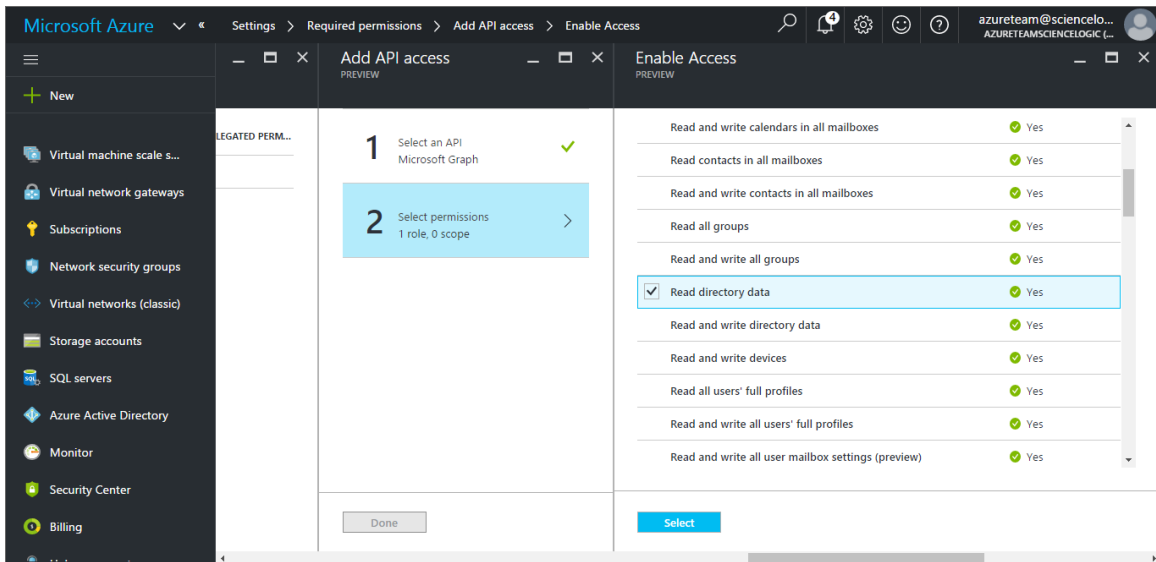 Microsoft Azure
Settings > Required permissions > Add API access > Enable Access
4
azureteam@sciencelo...
AZURETEAMSCIENCELOGIC (...
New
Virtual machine scale s...
Virtual network gateways
Subscriptions
Network security groups
Virtual networks (classic)
Storage accounts
SQL servers
Azure Active Directory
Monitor
Security Center
Billing
LEGATED PERM...
Add API access
PREVIEW
1
Select an API
Microsoft Graph
2
Select permissions
1 role, 0 scope
Done
Enable Access
PREVIEW
Read and write calendars in all mailboxes Yes
Read contacts in all mailboxes Yes
Read and write contacts in all mailboxes Yes
Read all groups Yes
Read and write all groups Yes
Read directory data Yes
Read and write directory data Yes
Read and write devices Yes
Read all users' full profiles Yes
Read and write all users' full profiles Yes
Read and write all user mailbox settings (preview) Yes
Select